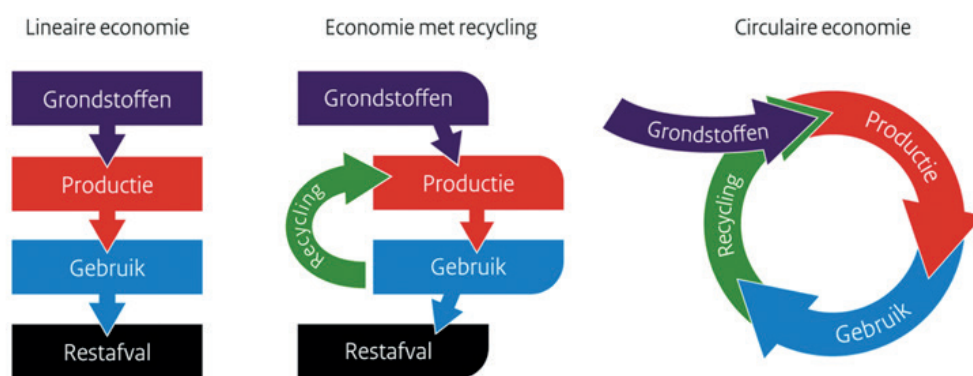 Lineaire economie
Grondstoffen
Productie
Gebruik
Restafval
Economie met recycling
Grondstoffen
Productie
Recycling
Gebruik
Restafval
Circulaire economie
Grondstoffen
Productie
Recycling
Gebruik